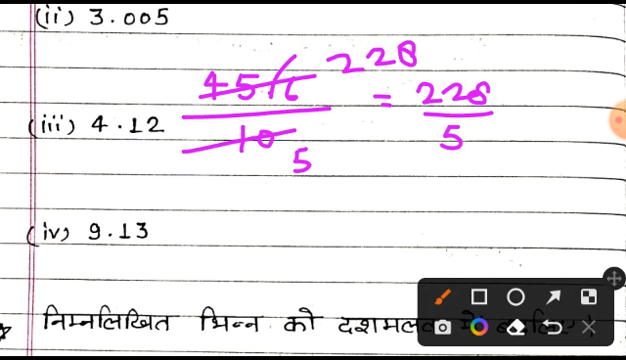 (ii) 3.005
456 228
(iii) 4.12 = 228
10 5
5
(iv) 9.13
निम्नलिखित भिन्न को दशमलव में